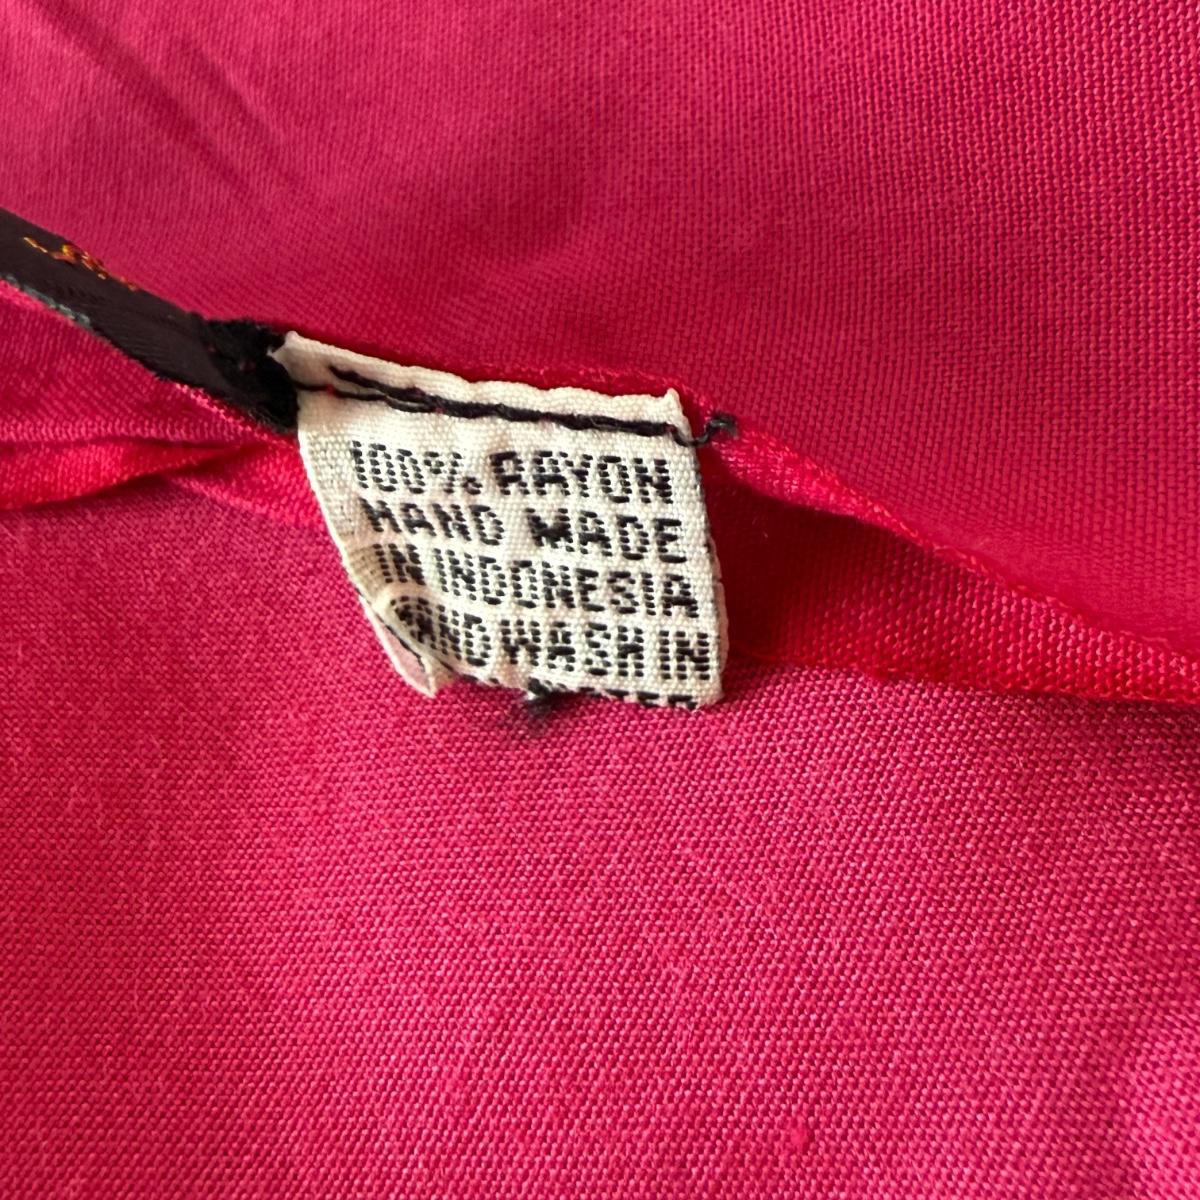 100% RAYON
HAND MADE
IN INDONESIA
HAND WASH IN